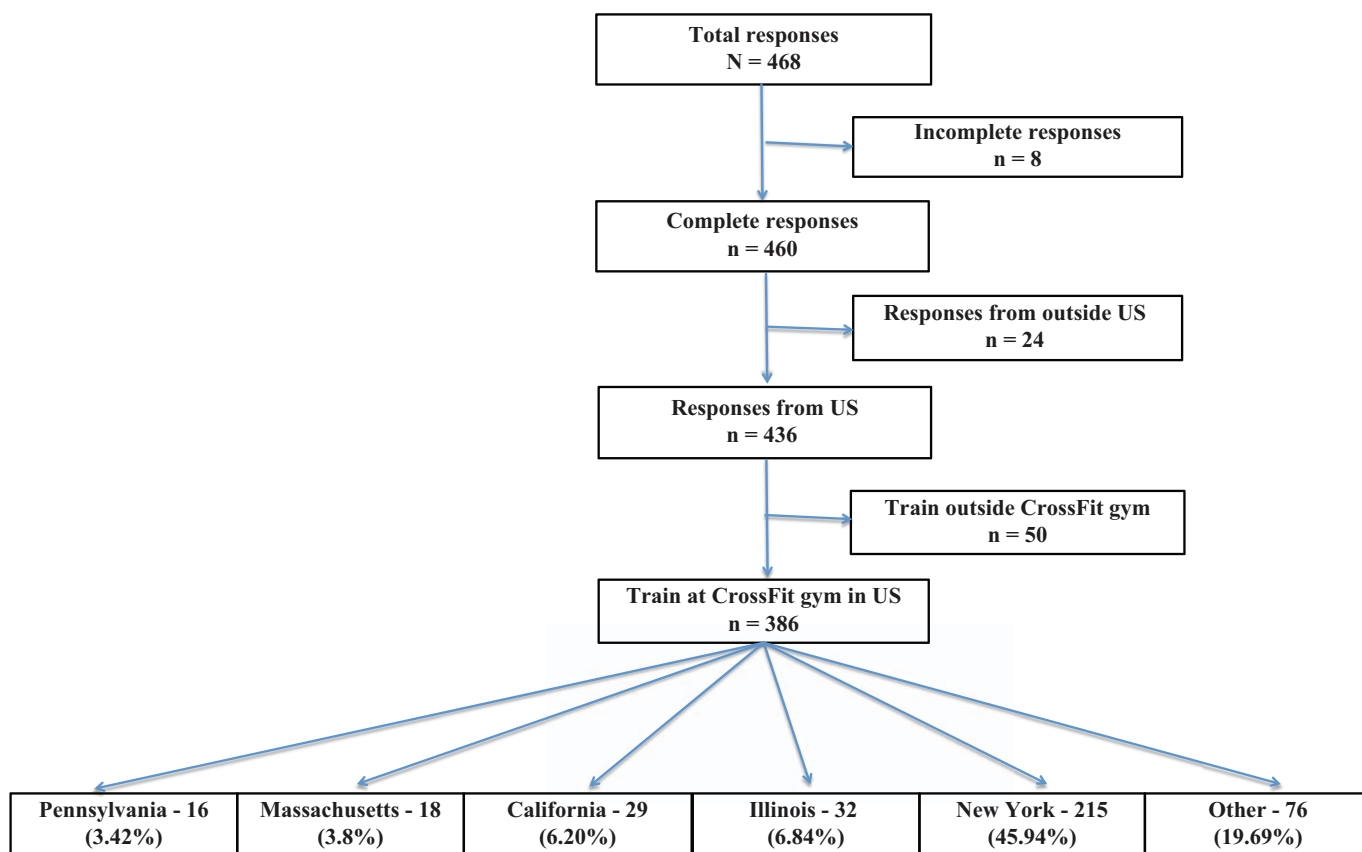 Total responses
N = 468
Incomplete responses
n = 8
Complete responses
n = 460
Responses from outside US
n = 24
Responses from US
n = 436
Train outside CrossFit gym
n = 50
Train at CrossFit gym in US
n = 386
Pennsylvania - 16
(3.42%)
Massachusetts - 18
(3.8%)
California - 29
(6.20%)
Illinois - 32
(6.84%)
New York - 215
(45.94%)
Other - 76
(19.69%)